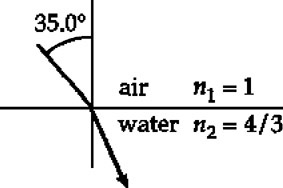 35.0°
air n₁ = 1
water n₂ = 4/3